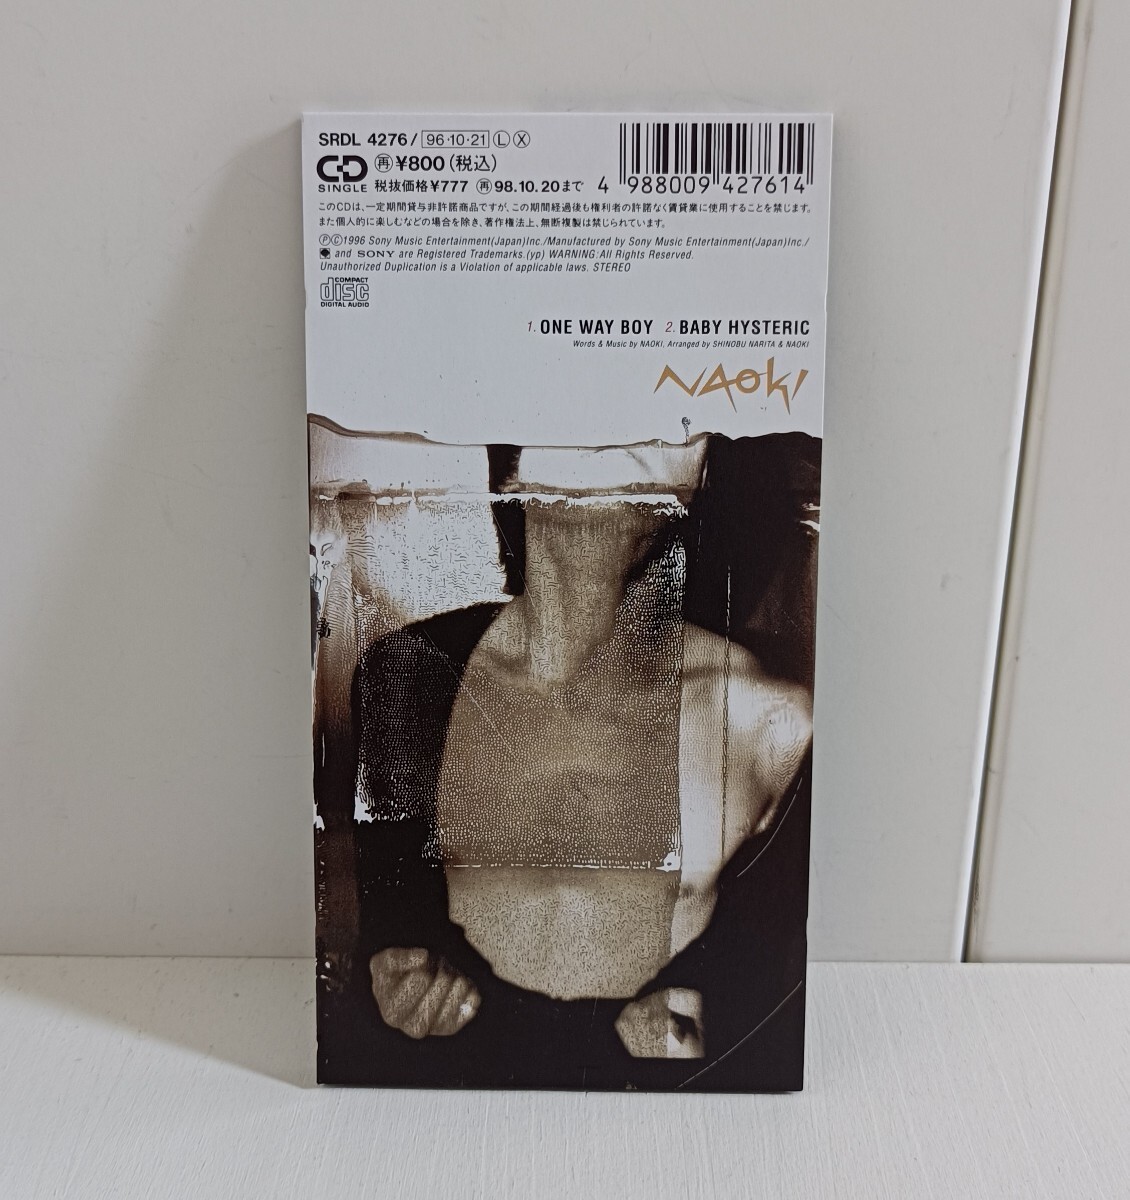 SRDL 4276/ 96·10·21 Ⓛ Ⓧ
CD SINGLE
㊢¥800(税込)
税抜価格¥777 ㊢98.10.20まで
4 988009 427614
このCDは、一定期間貸与非許諾商品ですが、この期間経過後も権利者の許諾なく賃貸業に使用することを禁じます。
また個人的に楽しむなどの場合を除き、著作権法上、無断複製は禁じられています。
ⓅⒸ1996 Sony Music Entertainment(Japan)Inc./Manufactured by Sony Music Entertainment(Japan)Inc./
and SONY are Registered Trademarks.(yp) WARNING:All Rights Reserved.
Unauthorized Duplication is a Violation of applicable laws. STEREO
COMPACT
disc
DIGITAL AUDIO
1. ONE WAY BOY 2. BABY HYSTERIC
Words & Music by NAOKI, Arranged by SHINOBU NARITA & NAOKI
NAOKI